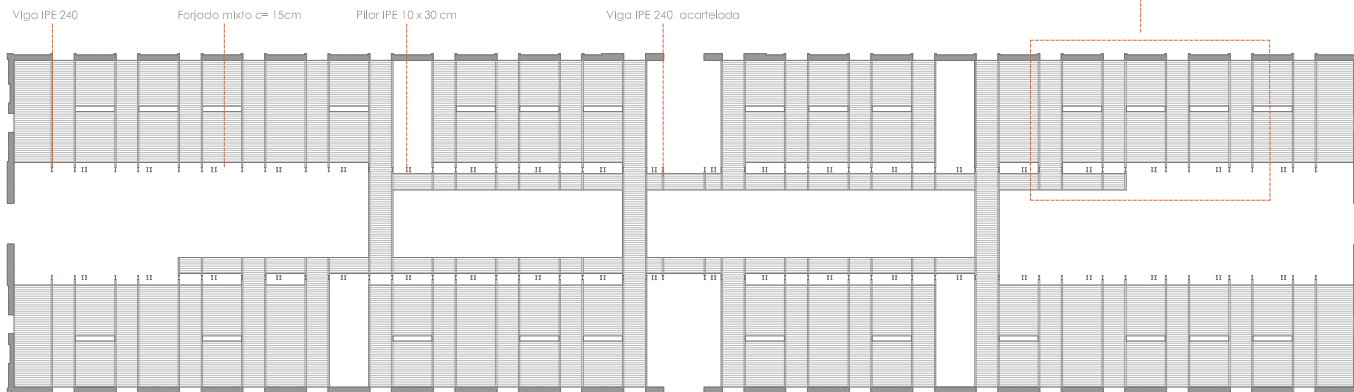 Viga IPE 240
Forjado mixto c= 15cm
Pilar IPE 10 x 30 cm
Viga IPE 240 acartelada